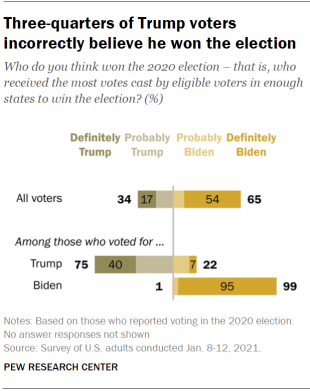 Three-quarters of Trump voters
incorrectly believe he won the election
Who do you think won the 2020 election – that is, who
received the most votes cast by eligible voters in enough
states to win the election? (%)
Definitely Probably Probably Definitely
Trump Trump Biden Biden
All voters 34 17 54 65
Among those who voted for ...
Trump 75 40 7 22
Biden 1 95 99
Notes: Based on those who reported voting in the 2020 election.
No answer responses not shown
Source: Survey of U.S. adults conducted Jan. 8-12, 2021.
PEW RESEARCH CENTER